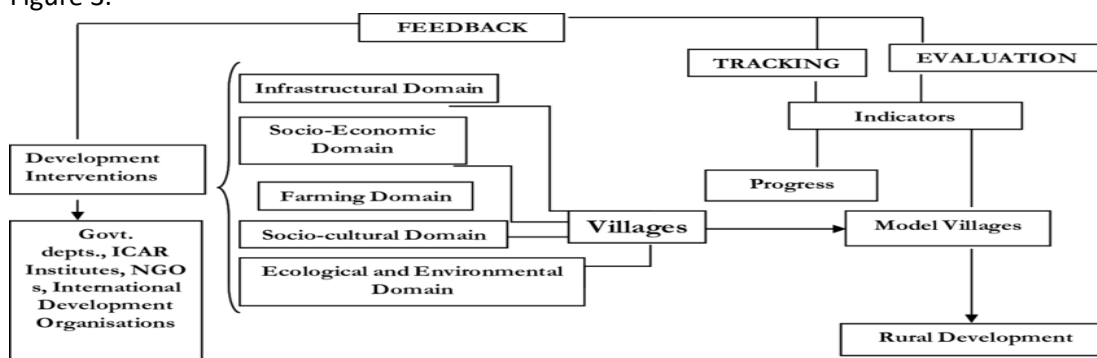 Figure 3:
FEEDBACK
TRACKING
EVALUATION
Infrastructural Domain
Indicators
Socio-Economic
Domain
Development
Interventions
Progress
Farming Domain
Villages
Model Villages
Socio-cultural Domain
Govt.
depts., ICAR
Institutes, NGO
s, International
Development
Organisations
Ecological and Environmental
Domain
Rural Development